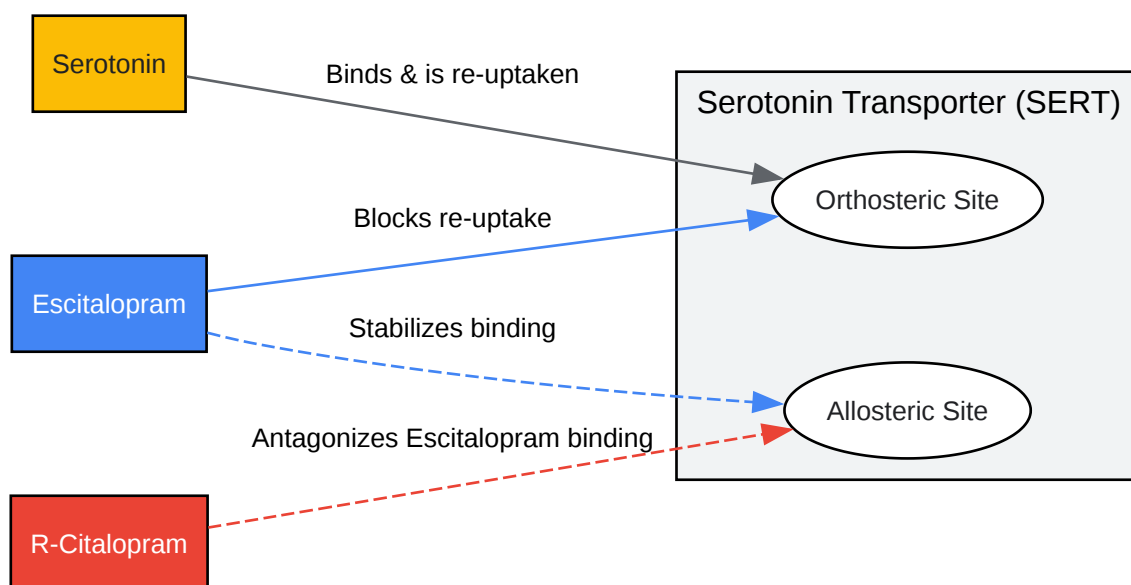 Serotonin
Binds & is re-uptaken
Serotonin Transporter (SERT)
Orthosteric Site
Blocks re-uptake
Escitalopram
Stabilizes binding
Allosteric Site
Antagonizes Escitalopram binding
R-Citalopram